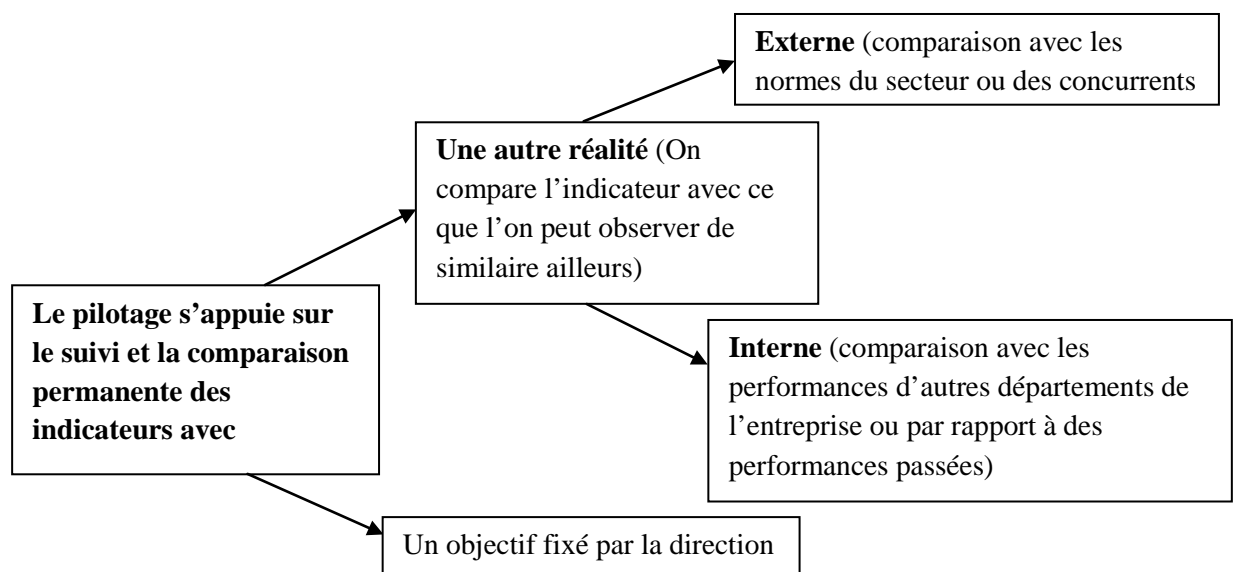 Externe (comparaison avec les
normes du secteur ou des concurrents
Une autre réalité (On
compare l’indicateur avec ce
que l’on peut observer de
similaire ailleurs)
Le pilotage s’appuie sur
le suivi et la comparaison
permanente des
indicateurs avec
Interne (comparaison avec les
performances d’autres départements de
l’entreprise ou par rapport à des
performances passées)
Un objectif fixé par la direction